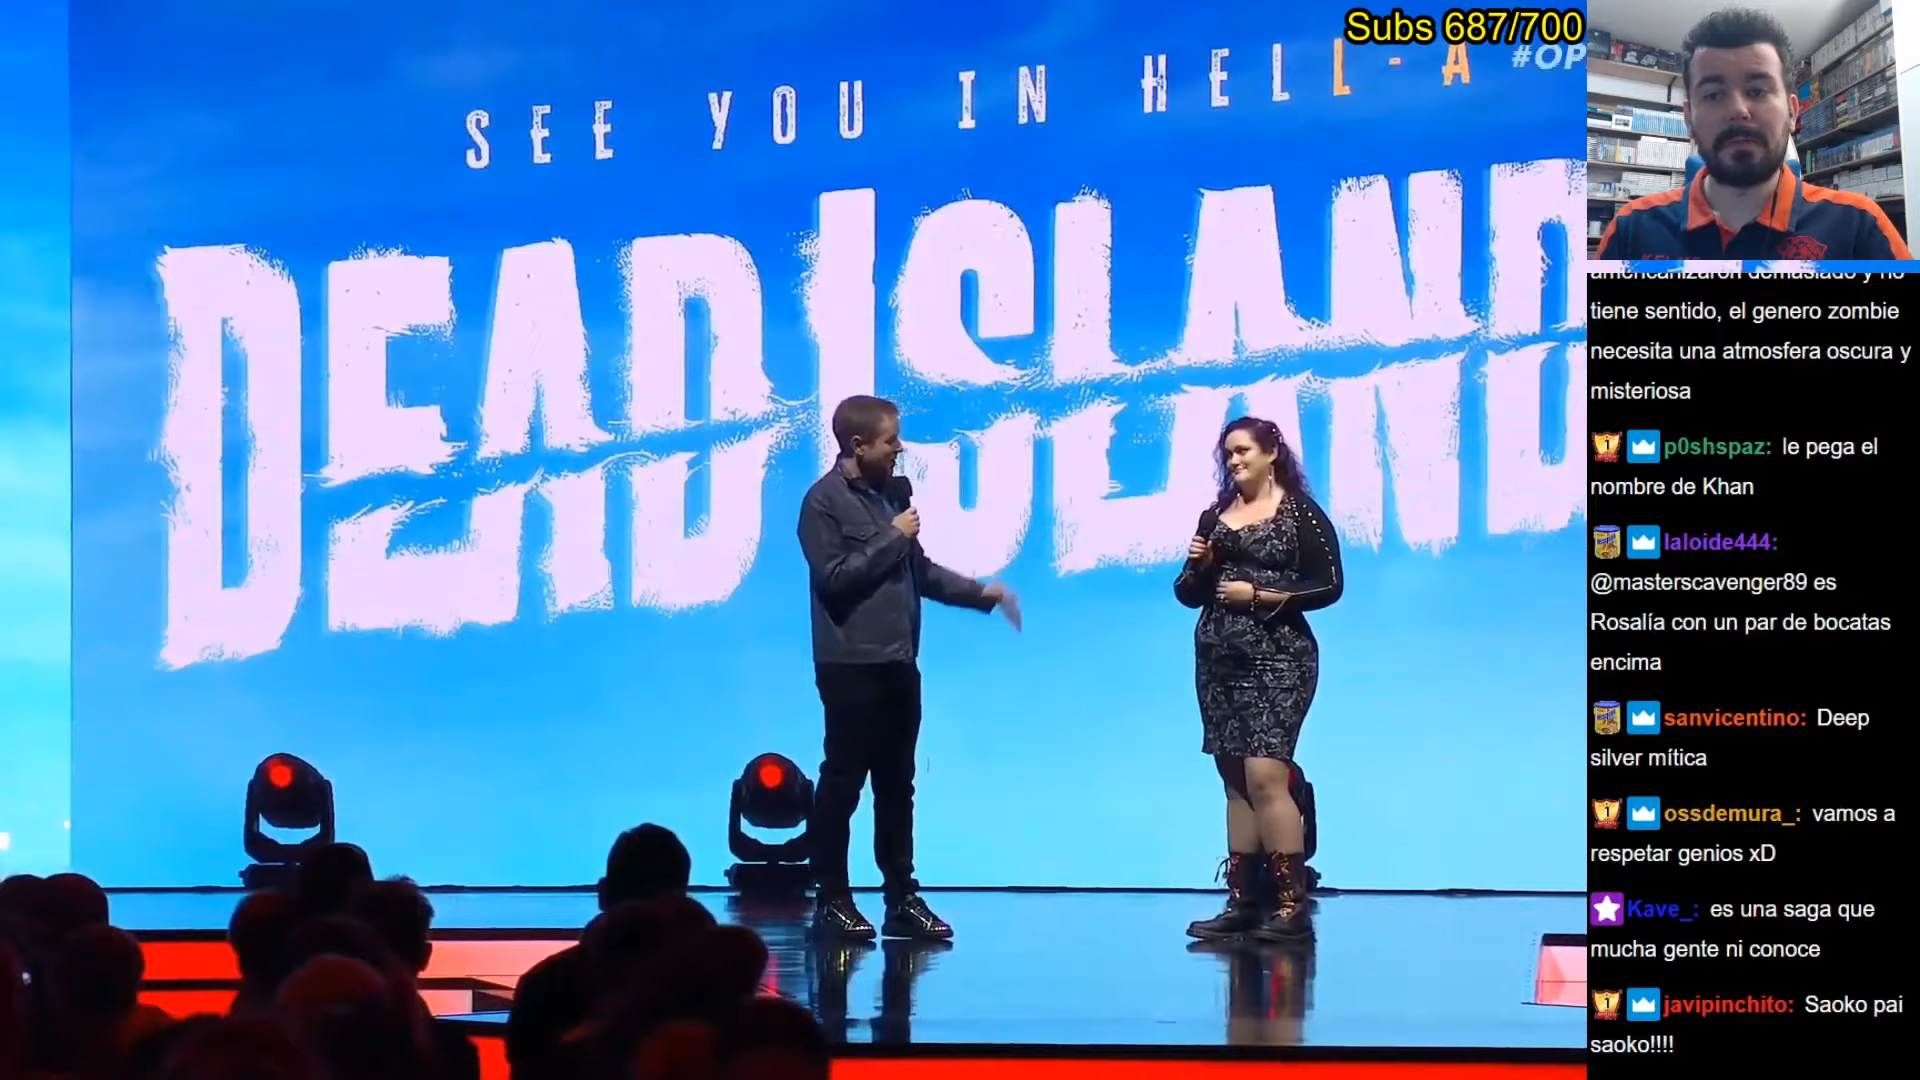 Subs 687/700
#OP
SEE YOU IN HELL-A
DEAD ISLAND
americanizaron demasiado y no
tiene sentido, el genero zombie
necesita una atmosfera oscura y
misteriosa
p0shspaz: le pega el
nombre de Khan
laloide444:
@masterscavenger89 es
Rosalía con un par de bocatas
encima
sanvicentino: Deep
silver mítica
ossdemura_: vamos a
respetar genios xD
Kave_: es una saga que
mucha gente ni conoce
javipinchito: Saoko pai
saoko!!!!